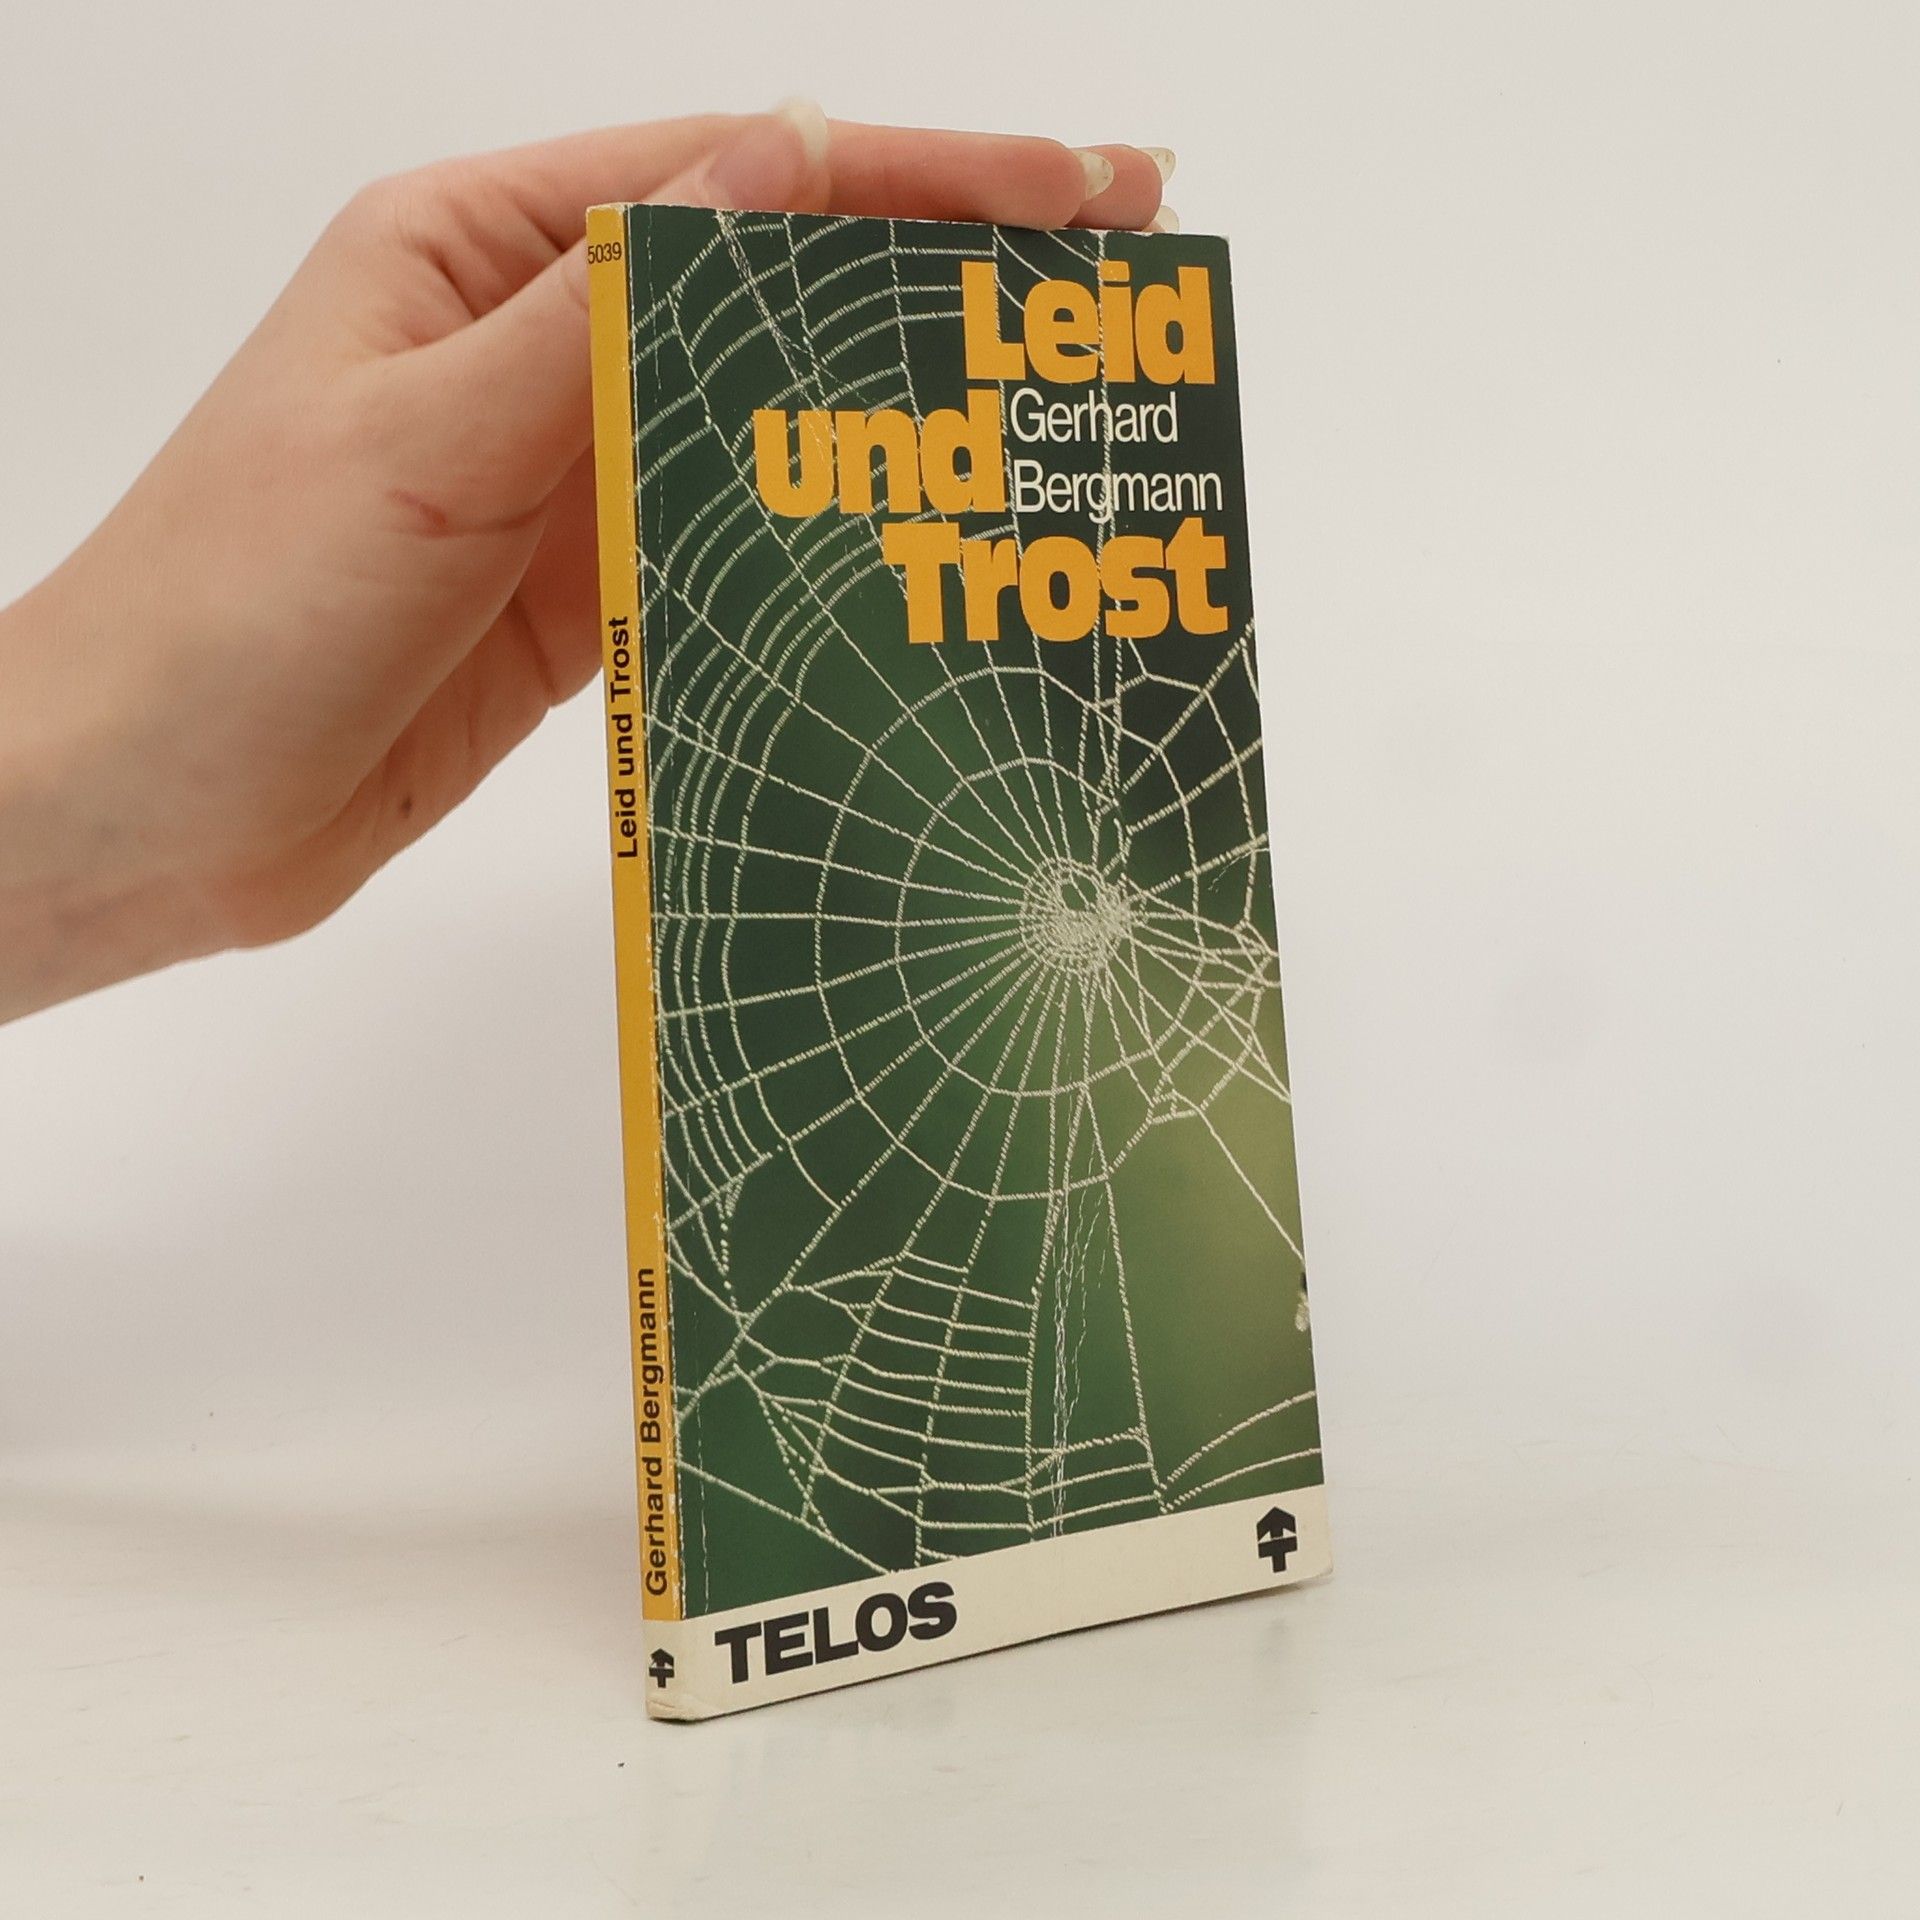 5039
Leid und Trost
Gerhard Bergmann
Leid
und
Gerhard
Bergmann
Trost
TELOS